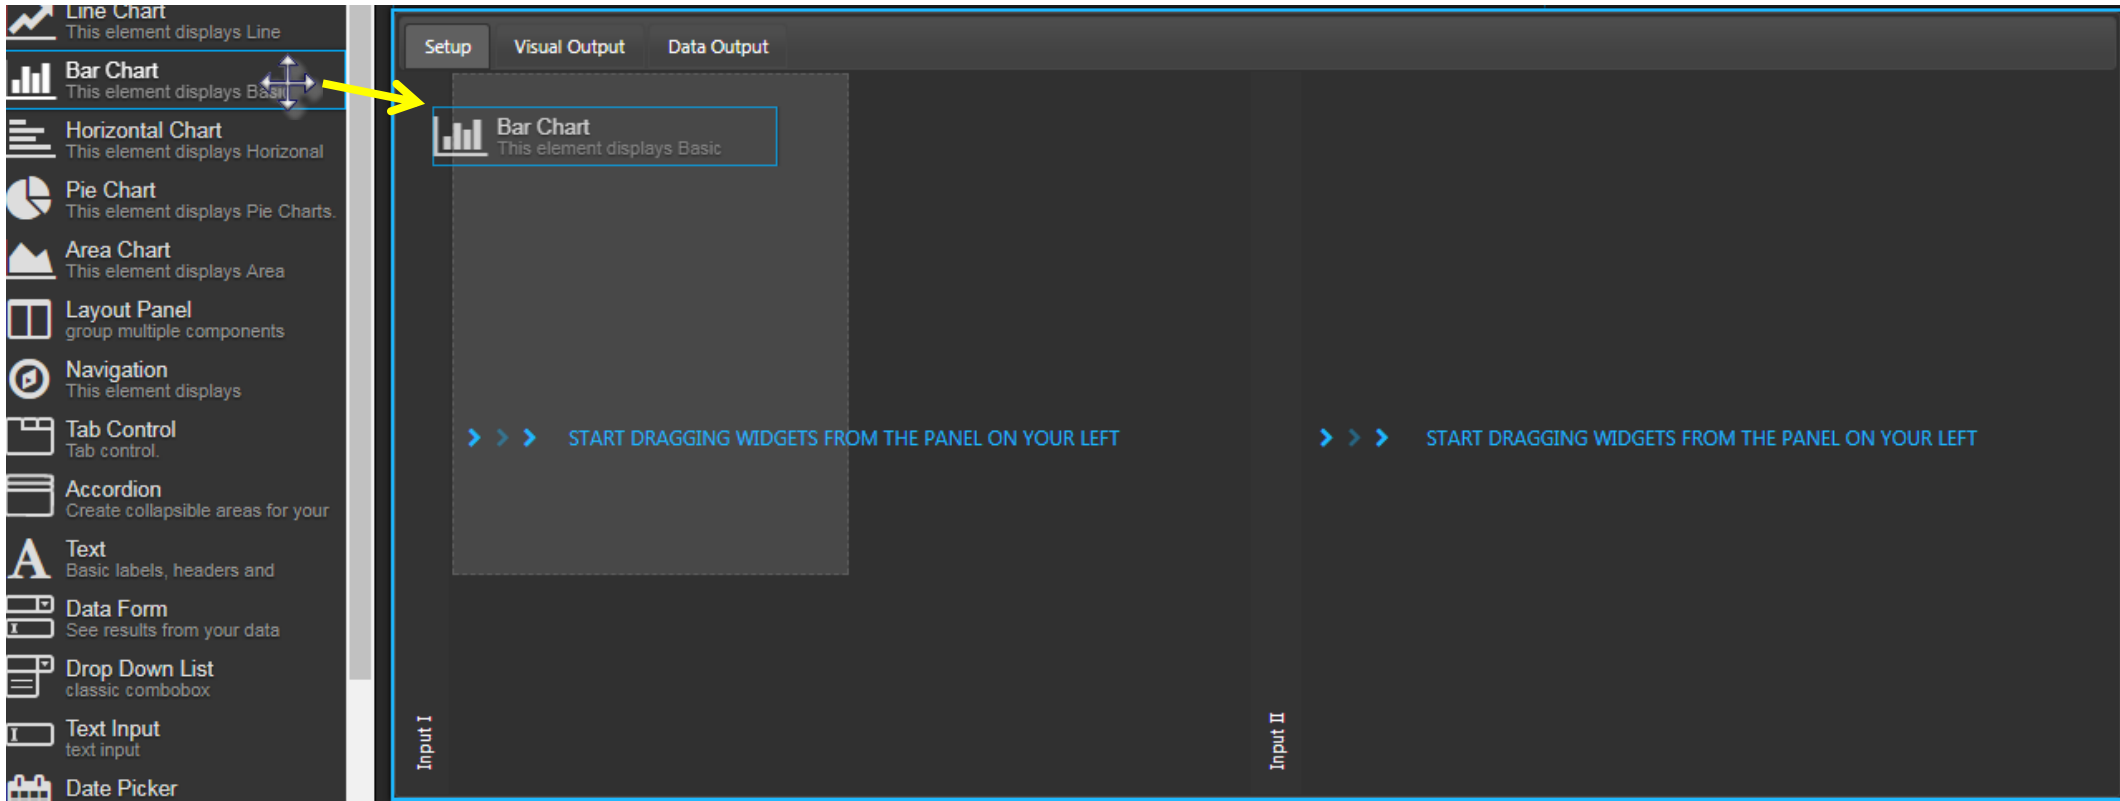 Line Chart
This element displays Line
Bar Chart
This element displays Basic
Horizontal Chart
This element displays Horizonal
Pie Chart
This element displays Pie Charts.
Area Chart
This element displays Area
Layout Panel
group multiple components
Navigation
This element displays
Tab Control
Tab control.
Accordion
Create collapsible areas for your
Text
Basic labels, headers and
Data Form
See results from your data
Drop Down List
classic combobox
Text Input
text input
Date Picker
Setup Visual Output Data Output
Bar Chart
This element displays Basic
START DRAGGING WIDGETS FROM THE PANEL ON YOUR LEFT
Input I
START DRAGGING WIDGETS FROM THE PANEL ON YOUR LEFT
Input II